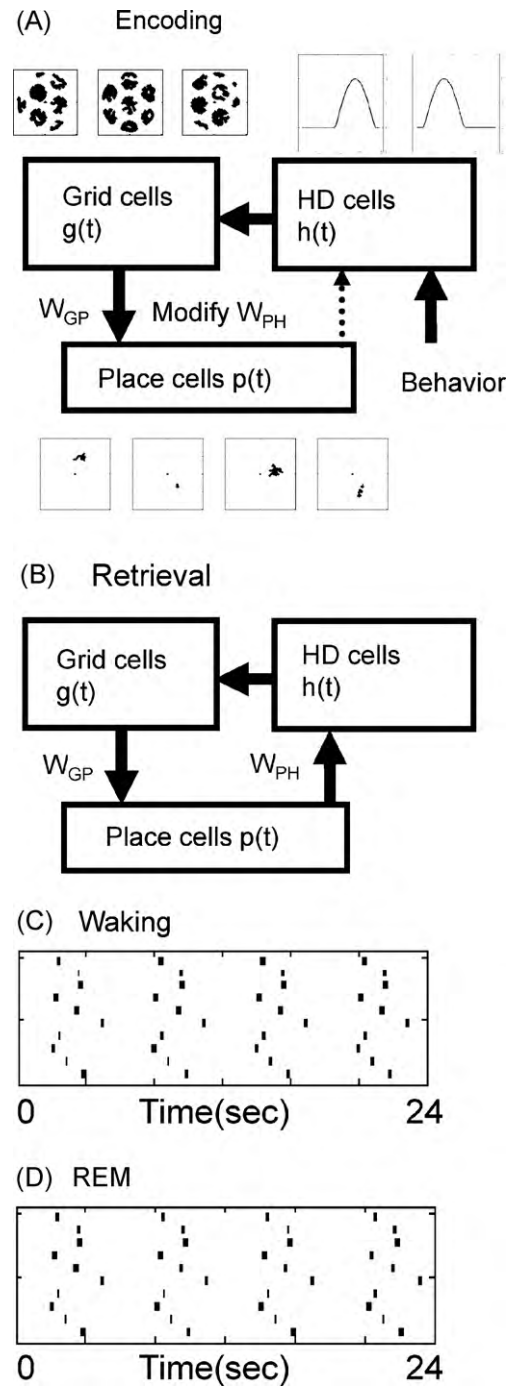 (A) Encoding
Grid cells
g(t)
HD cells
h(t)
W_GP
Modify W_PH
Place cells p(t)
Behavior
(B) Retrieval
Grid cells
g(t)
HD cells
h(t)
W_GP
W_PH
Place cells p(t)
(C) Waking
0 Time(sec) 24
(D) REM
0 Time(sec) 24